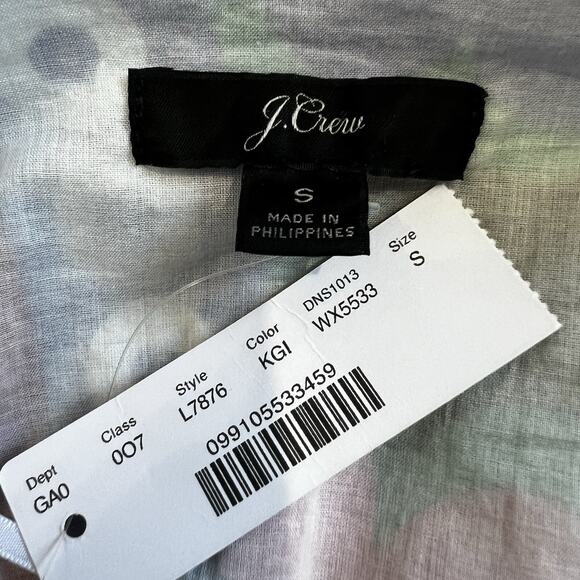 J.Crew
S
MADE IN
PHILIPPINES
Dept Class Style Color DNS1013 Size
GA0 0O7 L7876 KGI WX5533 S
099105533459